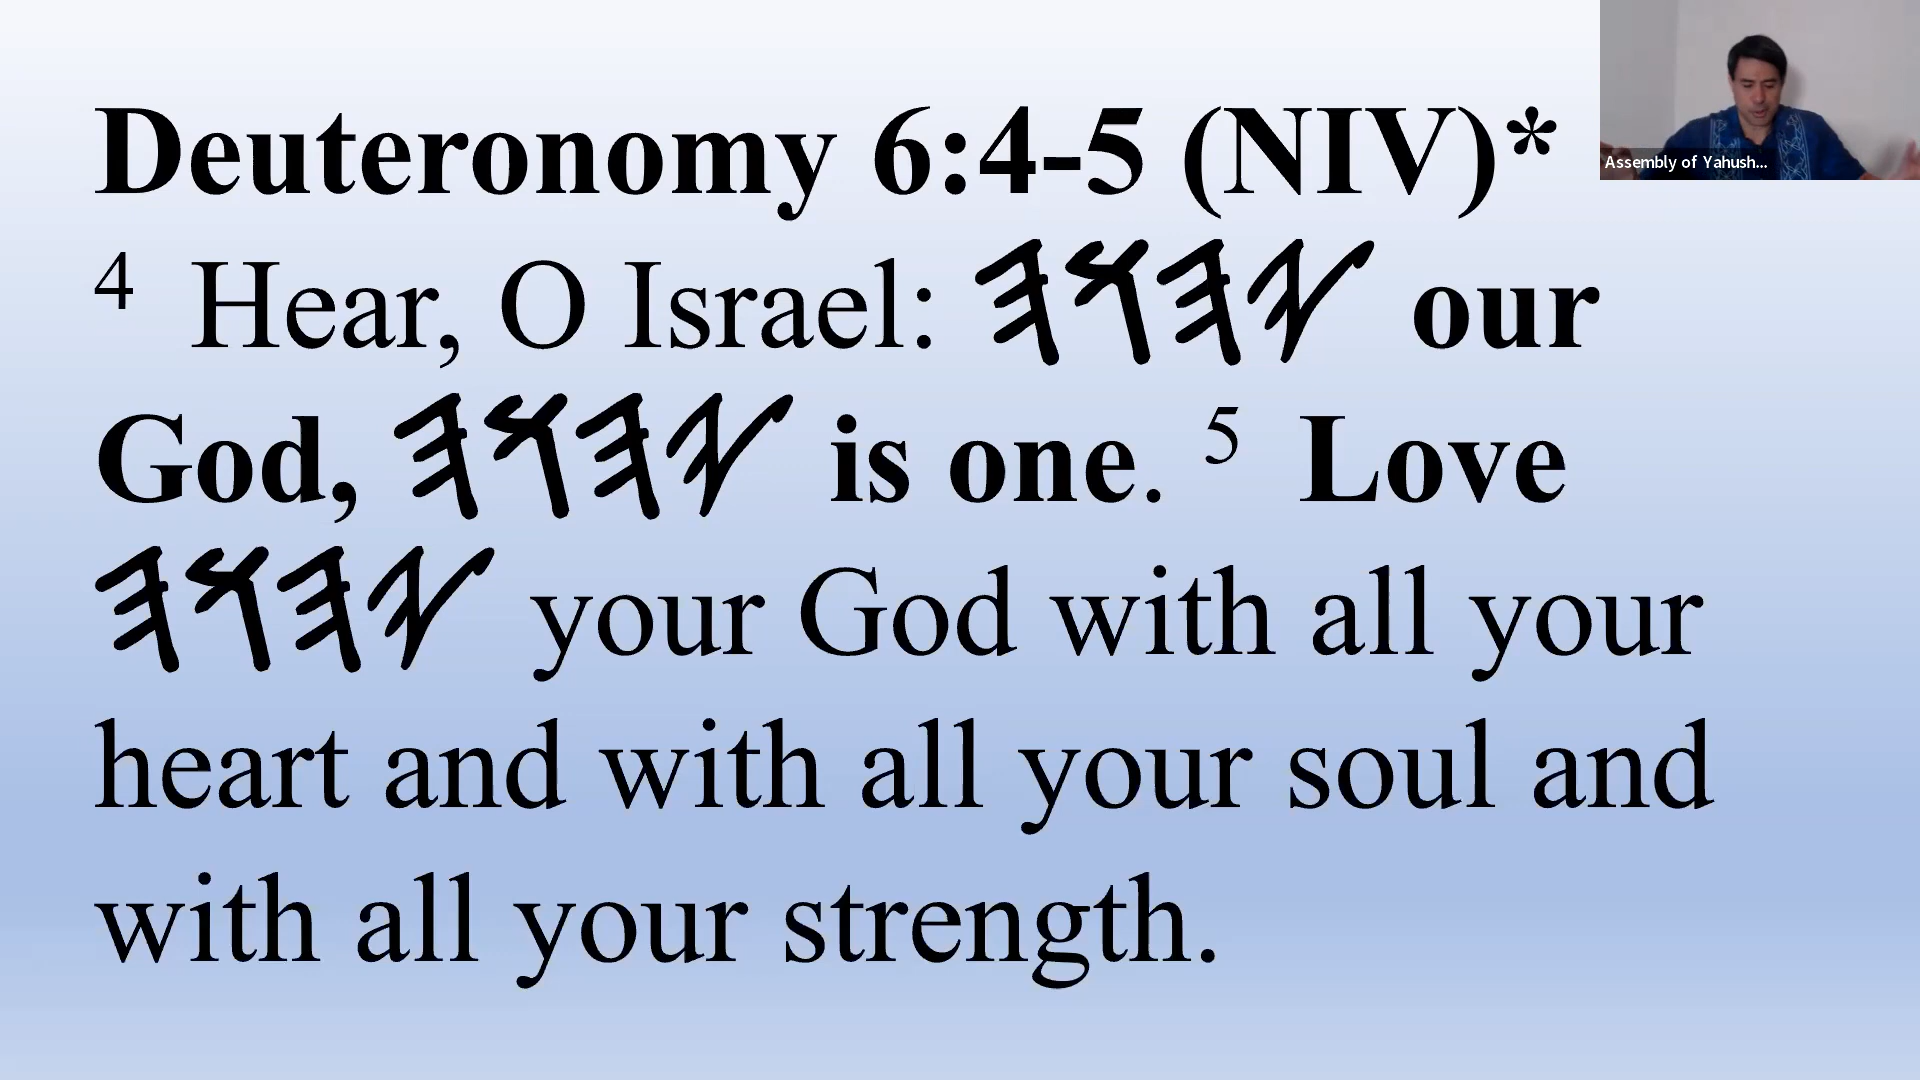 Deuteronomy 6:4-5 (NIV)*
Assembly of Yahush...
4 Hear, O Israel: 𐤉𐤄𐤅𐤄 our
God, 𐤉𐤄𐤅𐤄 is one. 5 Love
𐤉𐤄𐤅𐤄 your God with all your
heart and with all your soul and
with all your strength.